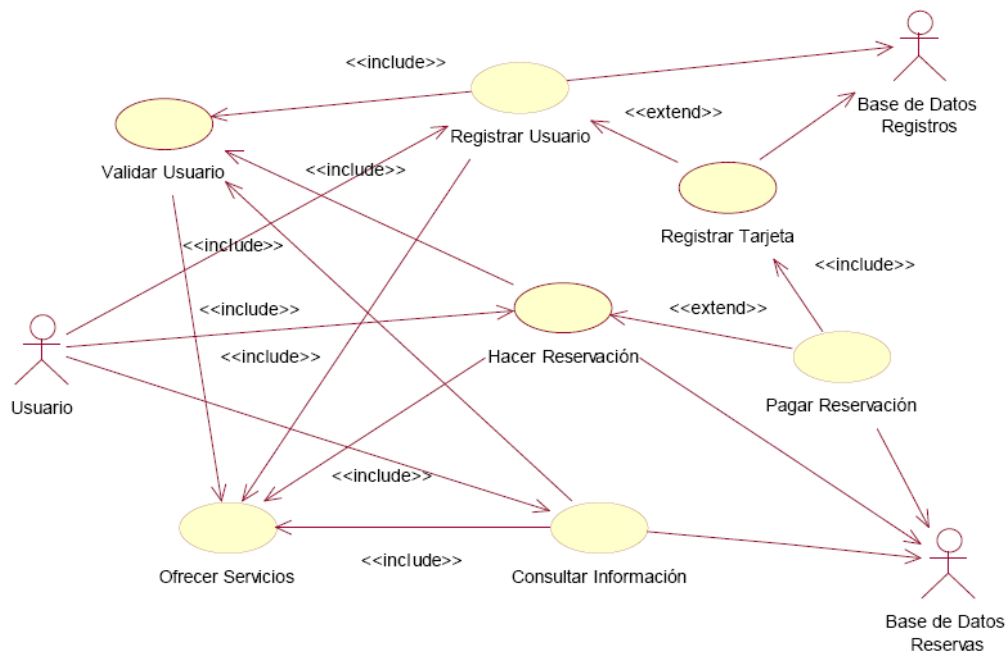 <<include>>
Base de Datos
Registros
<<extend>>
Registrar Usuario
Validar Usuario
<<include>>
Registrar Tarjeta
<<include>>
<<include>>
<<include>>
<<extend>>
<<include>>
Hacer Reservación
Usuario
Pagar Reservación
<<include>>
<<include>>
Ofrecer Servicios
Consultar Información
Base de Datos
Reservas